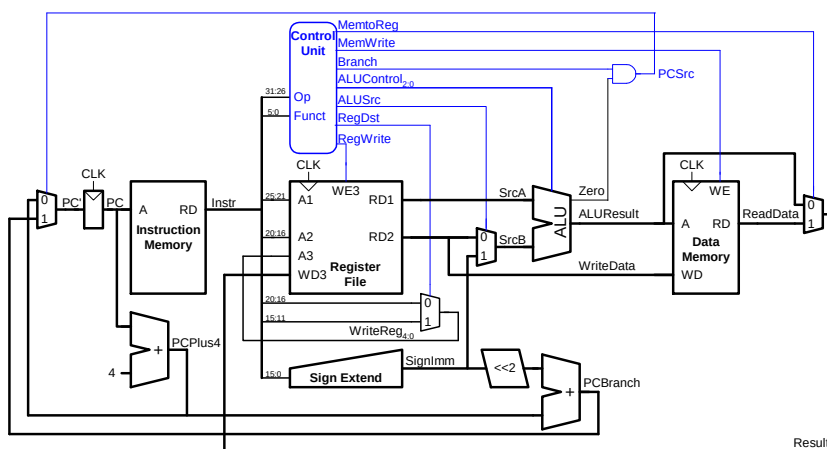 MemtoReg
Control
Unit
MemWrite
Branch
ALUControl2:0
PCSrc
31:26
Op
ALUSrc
5:0
Funct
RegDst
RegWrite
CLK
CLK
CLK
WE3
WE
0
1
PC'
PC
A
RD
Instr
Instruction
Memory
25:21
A1
RD1
SrcA
Zero
ALU
ALUResult
20:16
A2
RD2
0
1
SrcB
A3
WD3
Register
File
A
RD
ReadData
Data
Memory
WriteData
WD
0
1
20:16
0
15:11
1
WriteReg4:0
PCPlus4
+
4
SignImm
15:0
Sign Extend
<<2
+
PCBranch
Result